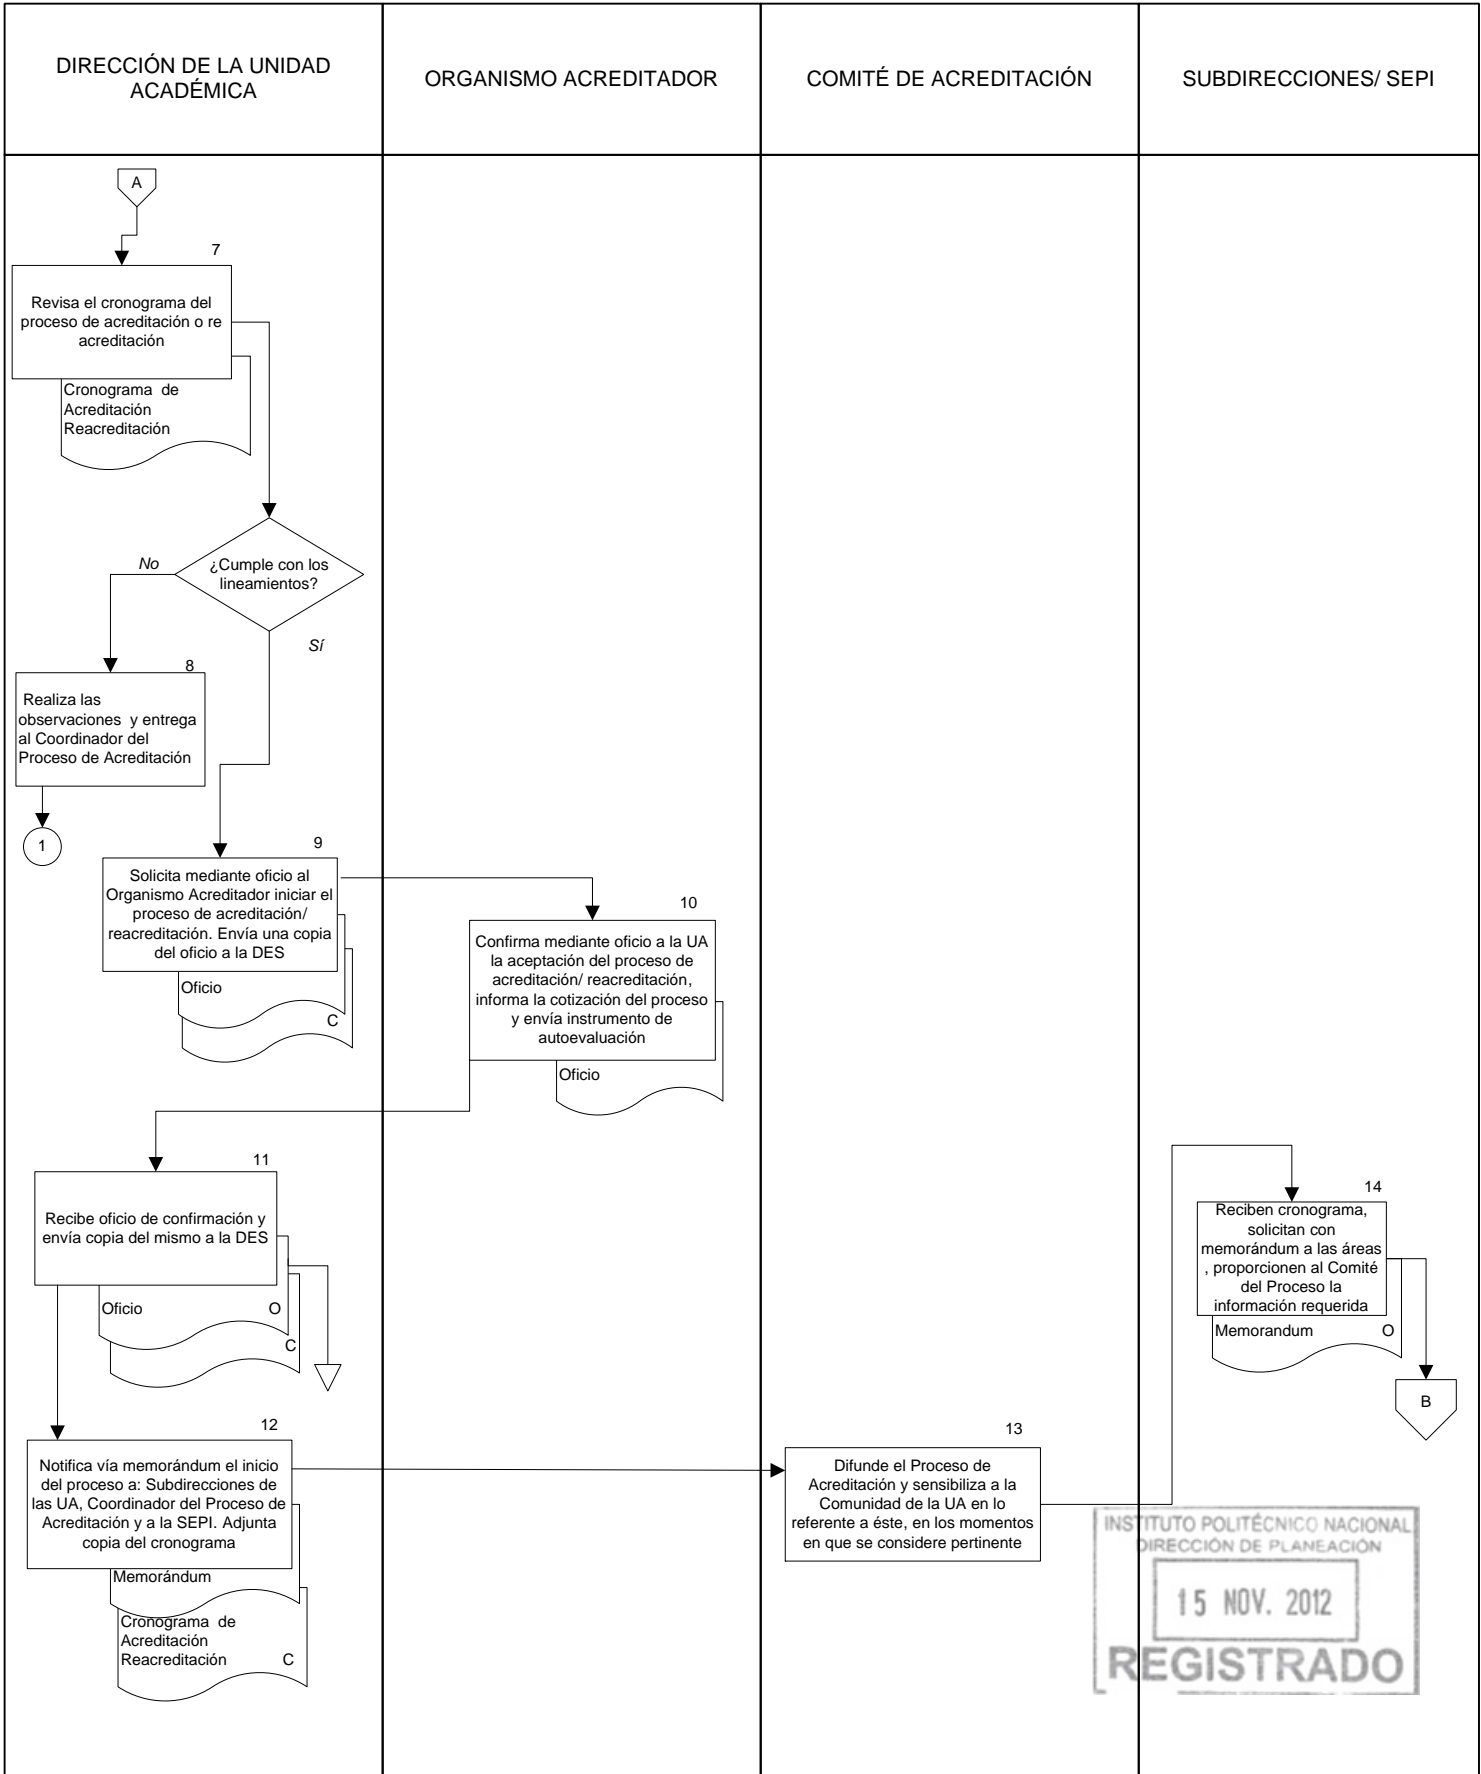 DIRECCIÓN DE LA UNIDAD
ACADÉMICA
ORGANISMO ACREDITADOR
COMITÉ DE ACREDITACIÓN
SUBDIRECCIONES/ SEPI
A
7
Revisa el cronograma del
proceso de acreditación o re
acreditación
Cronograma de
Acreditación
Reacreditación
¿Cumple con los
lineamientos?
No
Sí
8
Realiza las
observaciones y entrega
al Coordinador del
Proceso de Acreditación
1
9
Solicita mediante oficio al
Organismo Acreditador iniciar el
proceso de acreditación/
reacreditación. Envía una copia
del oficio a la DES
Oficio
C
10
Confirma mediante oficio a la UA
la aceptación del proceso de
acreditación/ reacreditación,
informa la cotización del proceso
y envía instrumento de
autoevaluación
Oficio
11
Recibe oficio de confirmación y
envía copia del mismo a la DES
Oficio O
C
12
Notifica vía memorándum el inicio
del proceso a: Subdirecciones de
las UA, Coordinador del Proceso de
Acreditación y a la SEPI. Adjunta
copia del cronograma
Memorándum
Cronograma de
Acreditación
Reacreditación C
13
Difunde el Proceso de
Acreditación y sensibiliza a la
Comunidad de la UA en lo
referente a éste, en los momentos
en que se considere pertinente
14
Reciben cronograma,
solicitan con
memorándum a las áreas
, proporcionen al Comité
del Proceso la
información requerida
Memorandum O
B
INSTITUTO POLITÉCNICO NACIONAL
DIRECCIÓN DE PLANEACIÓN
15 NOV. 2012
REGISTRADO